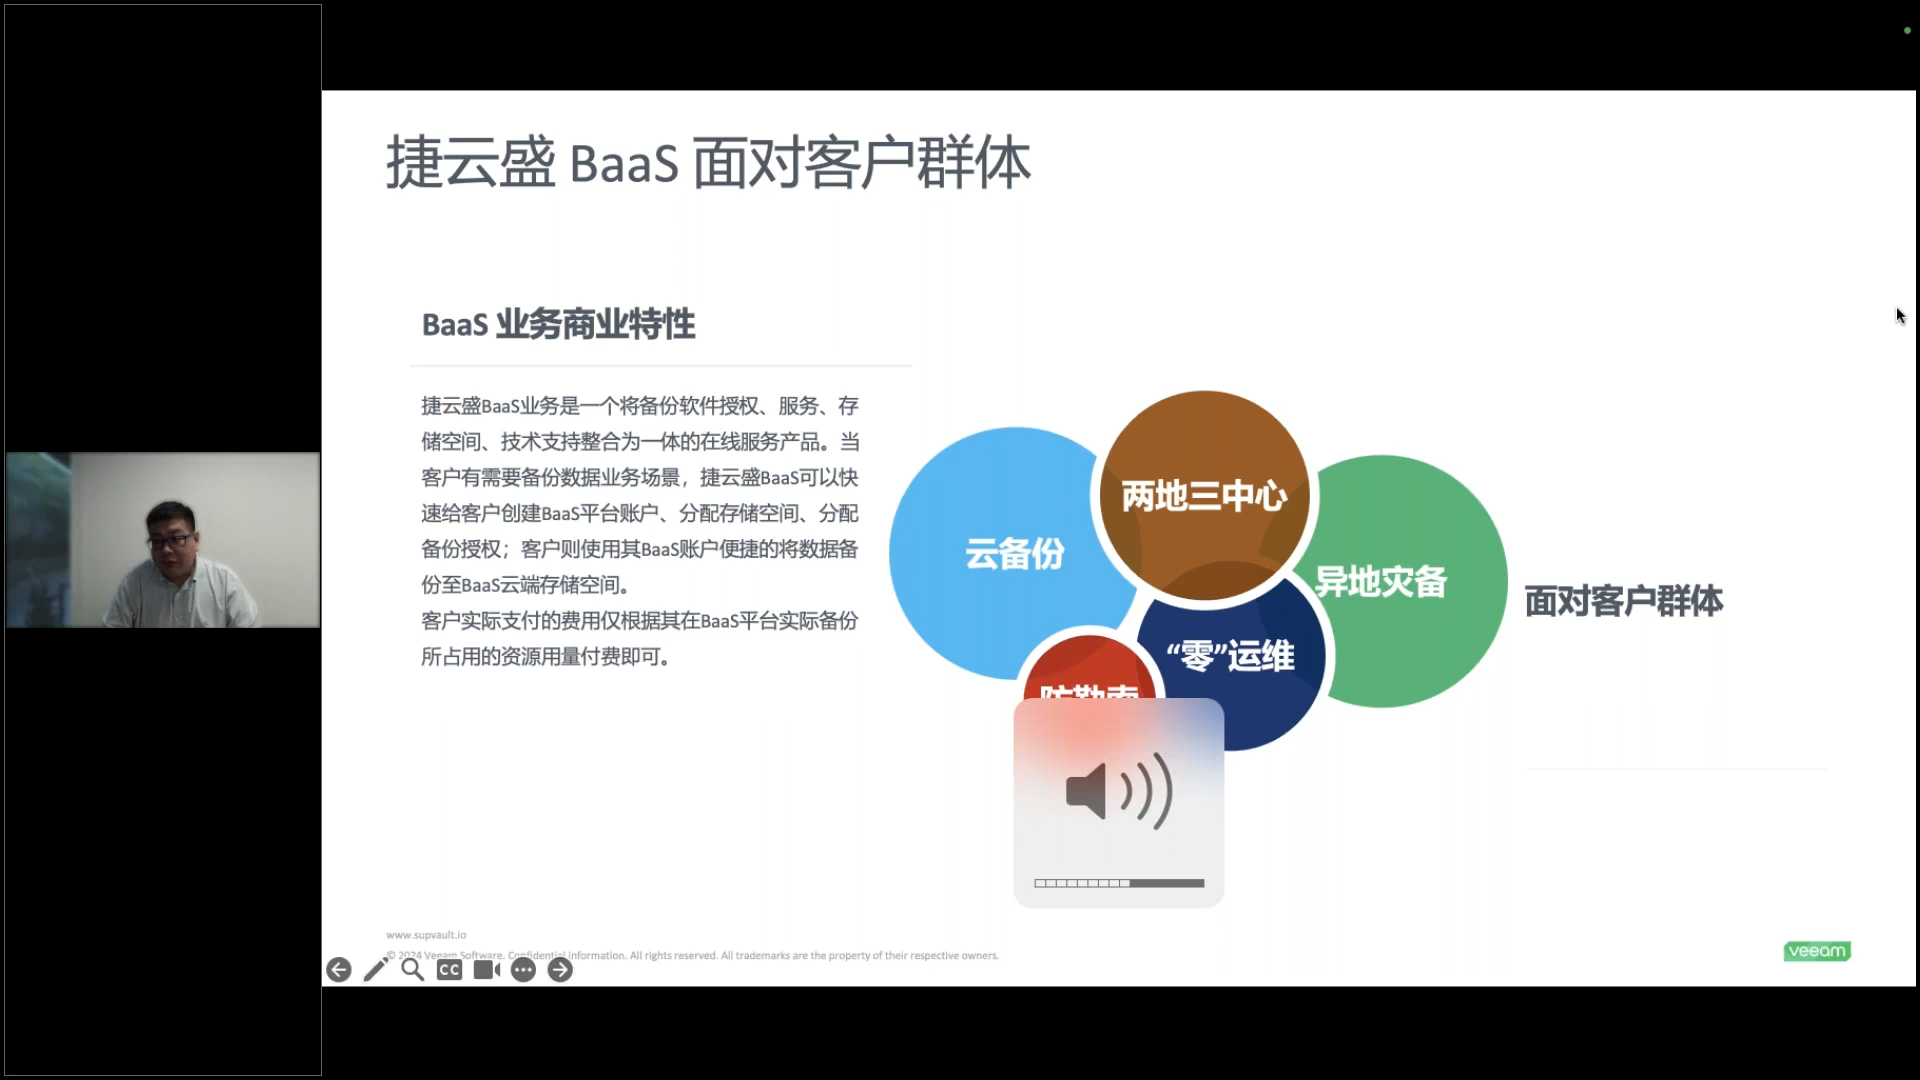 捷云盛 BaaS 面对客户群体
BaaS 业务商业特性
捷云盛BaaS业务是一个将备份软件授权、服务、存
储空间、技术支持整合为一体的在线服务产品。当
客户有需要备份数据业务场景，捷云盛BaaS可以快
速给客户创建BaaS平台账户、分配存储空间、分配
备份授权；客户则使用其BaaS账户便捷的将数据备
份至BaaS云端存储空间。
客户实际支付的费用仅根据其在BaaS平台实际备份
所占用的资源用量付费即可。
两地三中心
云备份
异地灾备
“零”运维
防勒索
面对客户群体
www.supvault.io
© 2024 Veeam Software. Confidential information. All rights reserved. All trademarks are the property of their respective owners.
CC
veeam